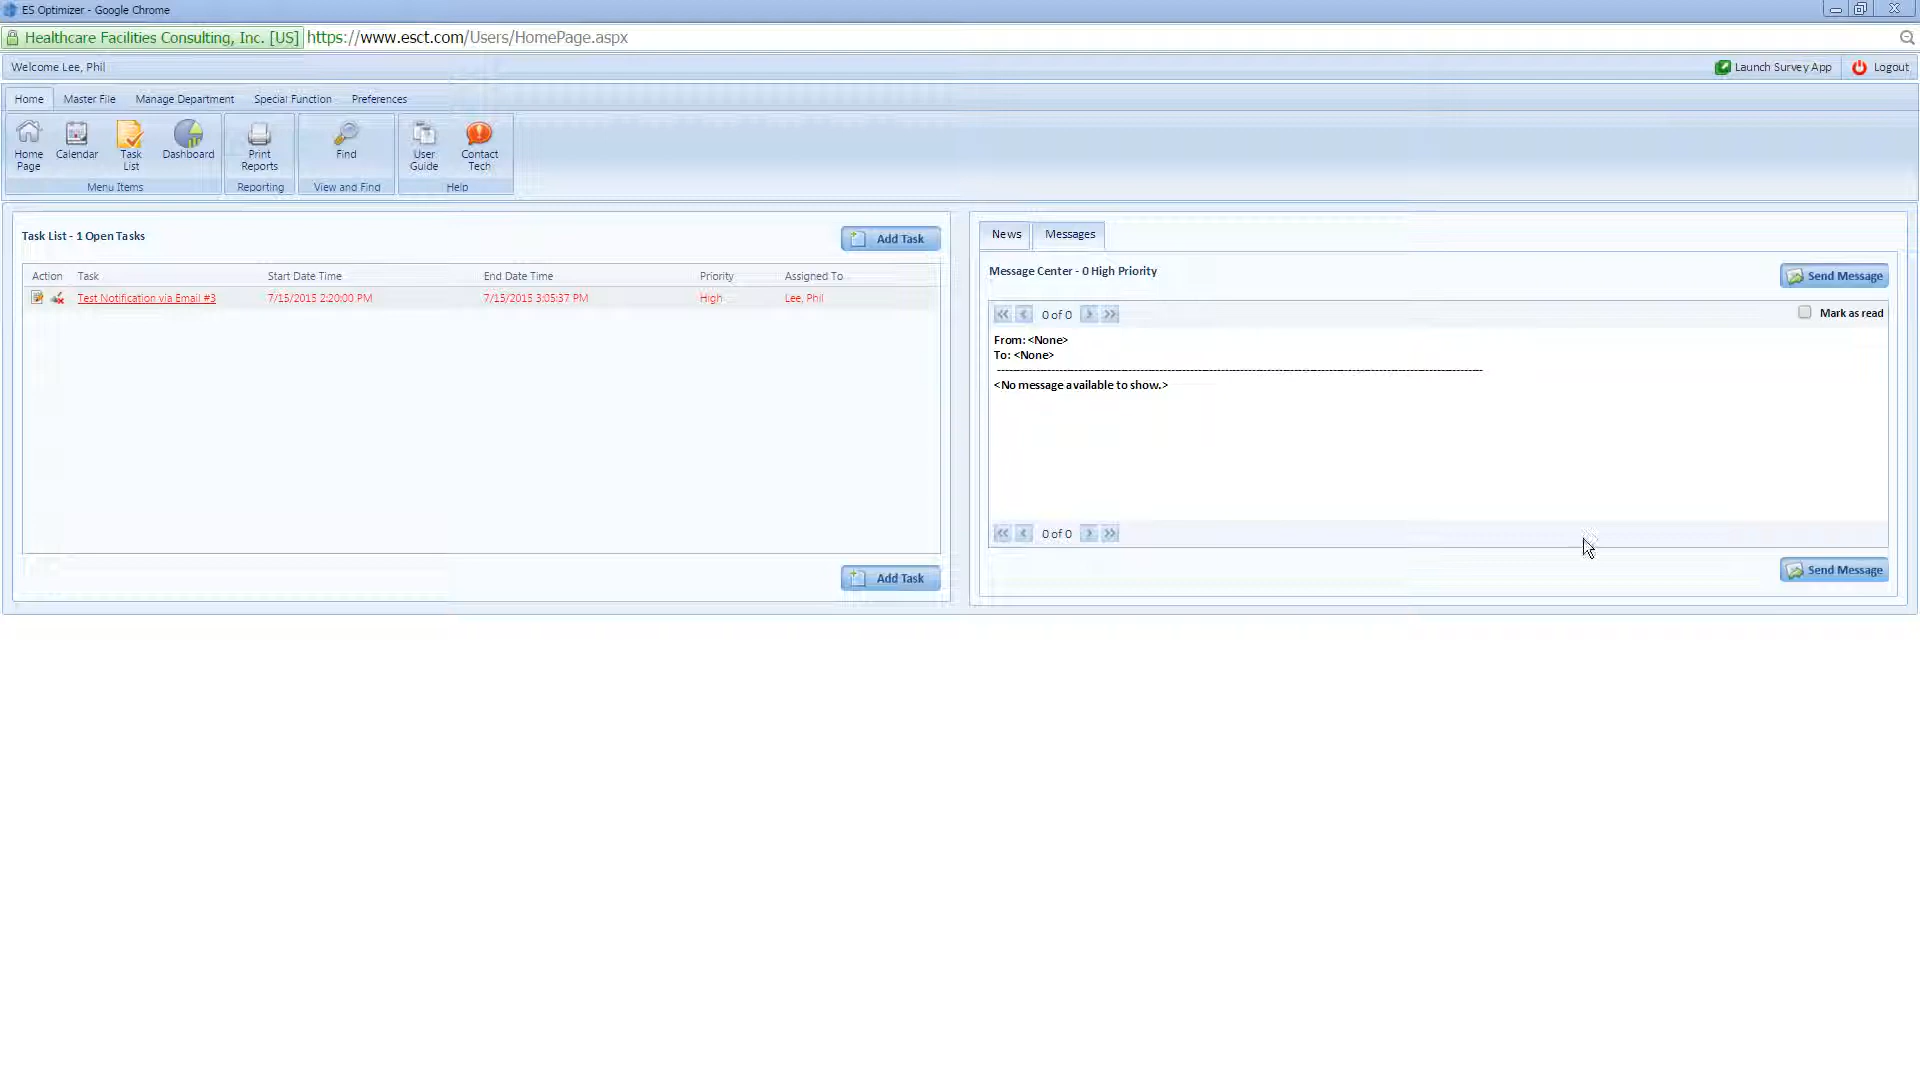 ES Optimizer - Google Chrome
Healthcare Facilities Consulting, Inc. [US] https://www.esct.com/Users/HomePage.aspx
Welcome Lee, Phil
Launch Survey App
Logout
Home Master File Manage Department Special Function Preferences
Home Page
Calendar
Task List
Dashboard
Print Reports
Find
User Guide
Contact Tech
Menu Items Reporting View and Find Help
Task List - 1 Open Tasks
Add Task
Action Task Start Date Time End Date Time Priority Assigned To
Test Notification via Email #3 7/15/2015 2:20:00 PM 7/15/2015 3:05:37 PM High Lee, Phil
Add Task
News Messages
Message Center - 0 High Priority
Send Message
0 of 0
Mark as read
From: <None>
To: <None>
--------------------------------------------------------------------------------------------------------------------------
<No message available to show.>
0 of 0
Send Message